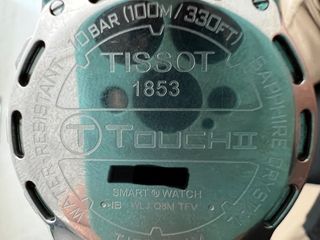 10 BAR (100M / 330FT)
TISSOT
1853
WATER-RESISTANT
SAPPHIRE CRYSTAL
T TOUCH II
SMART WATCH